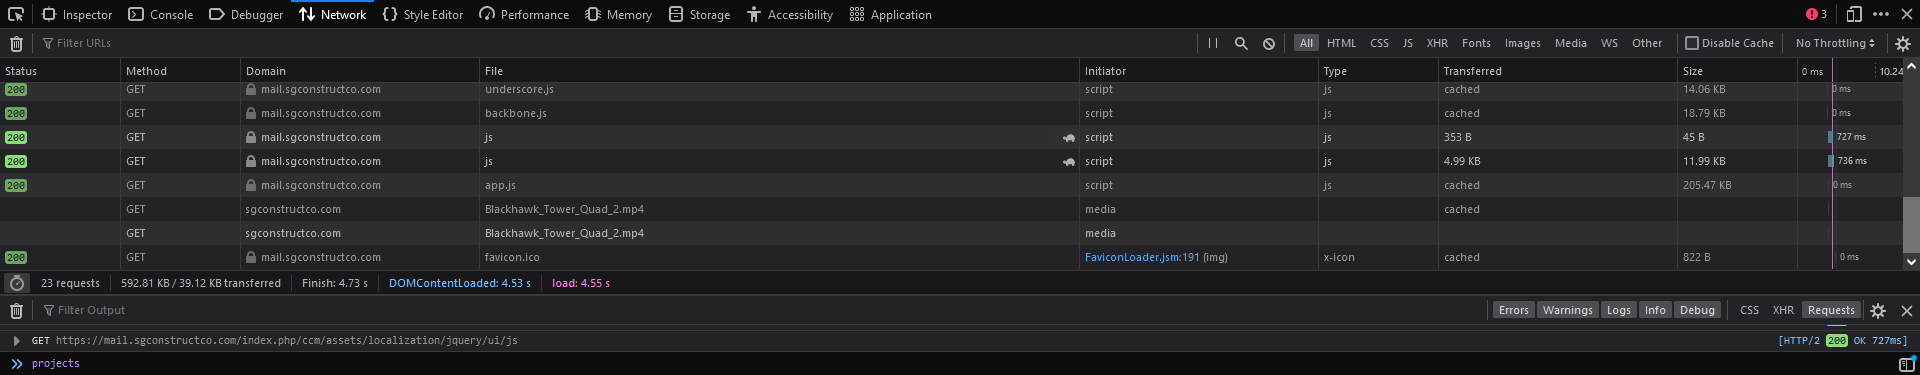 Inspector Console Debugger Network Style Editor Performance Memory Storage Accessibility Application 3
Filter URLs All HTML CSS JS XHR Fonts Images Media WS Other Disable Cache No Throttling
Status Method Domain File Initiator Type Transferred Size 0 ms 10.24
200 GET mail.sgconstructco.com underscore.js script js cached 14.06 KB 0 ms
200 GET mail.sgconstructco.com backbone.js script js cached 18.79 KB 0 ms
200 GET mail.sgconstructco.com js script js 353 B 45 B 727 ms
200 GET mail.sgconstructco.com js script js 4.99 KB 11.99 KB 736 ms
200 GET mail.sgconstructco.com app.js script js cached 205.47 KB 0 ms
GET sgconstructco.com Blackhawk_Tower_Quad_2.mp4 media cached
GET sgconstructco.com Blackhawk_Tower_Quad_2.mp4 media
200 GET mail.sgconstructco.com favicon.ico FaviconLoader.jsm:191 (img) x-icon cached 822 B 0 ms
23 requests 592.81 KB / 39.12 KB transferred Finish: 4.73 s DOMContentLoaded: 4.53 s load: 4.55 s
Filter Output Errors Warnings Logs Info Debug CSS XHR Requests
GET https://mail.sgconstructco.com/index.php/ccm/assets/localization/jquery/ui/js [HTTP/2 200 OK 727ms]
projects